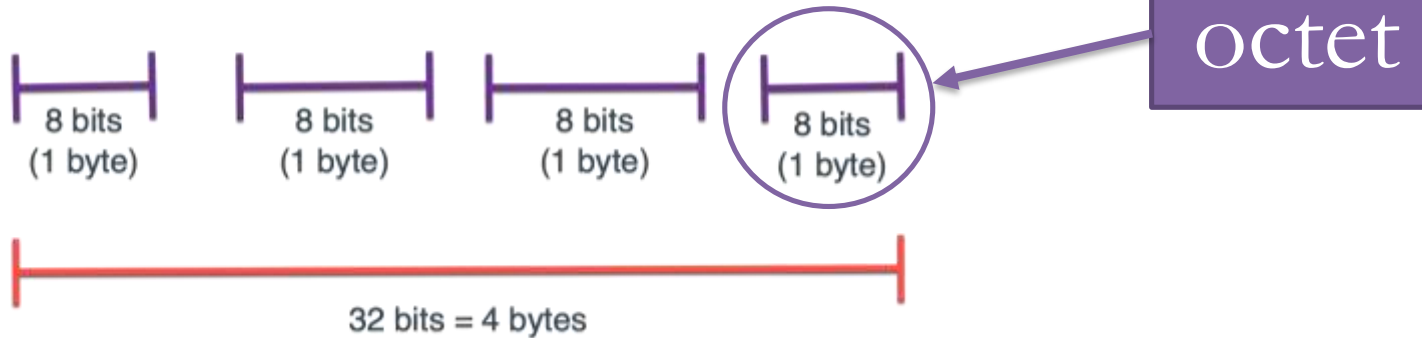 octet
8 bits
(1 byte)
8 bits
(1 byte)
8 bits
(1 byte)
8 bits
(1 byte)
32 bits = 4 bytes